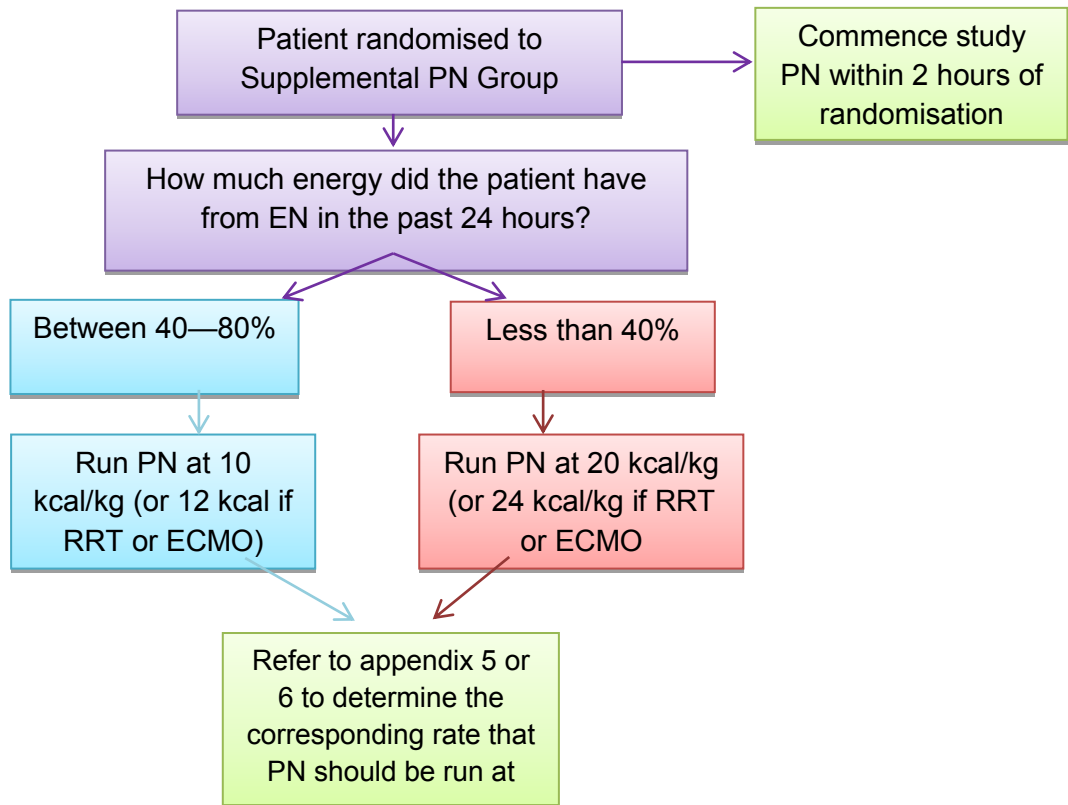 Patient randomised to
Supplemental PN Group
Commence study
PN within 2 hours of
randomisation
How much energy did the patient have
from EN in the past 24 hours?
Between 40—80%
Less than 40%
Run PN at 10
kcal/kg (or 12 kcal if
RRT or ECMO)
Run PN at 20 kcal/kg
(or 24 kcal/kg if RRT
or ECMO
Refer to appendix 5 or
6 to determine the
corresponding rate that
PN should be run at